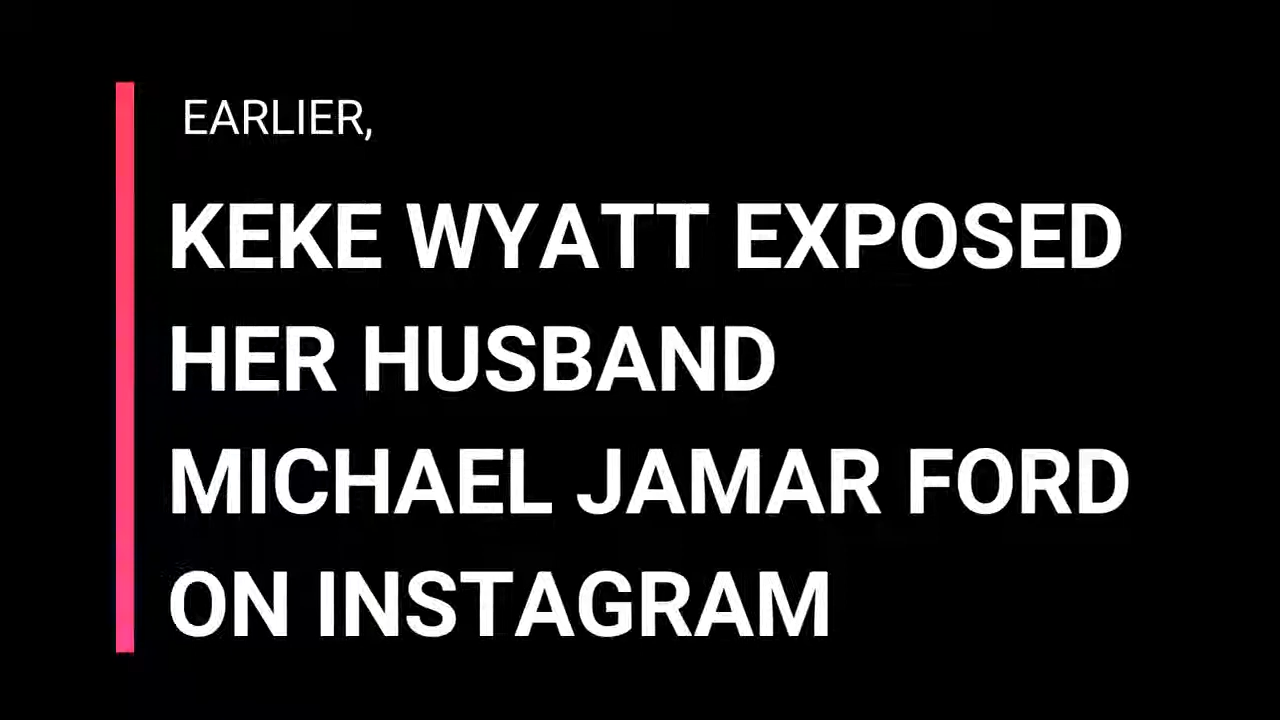 EARLIER,
KEKE WYATT EXPOSED
HER HUSBAND
MICHAEL JAMAR FORD
ON INSTAGRAM